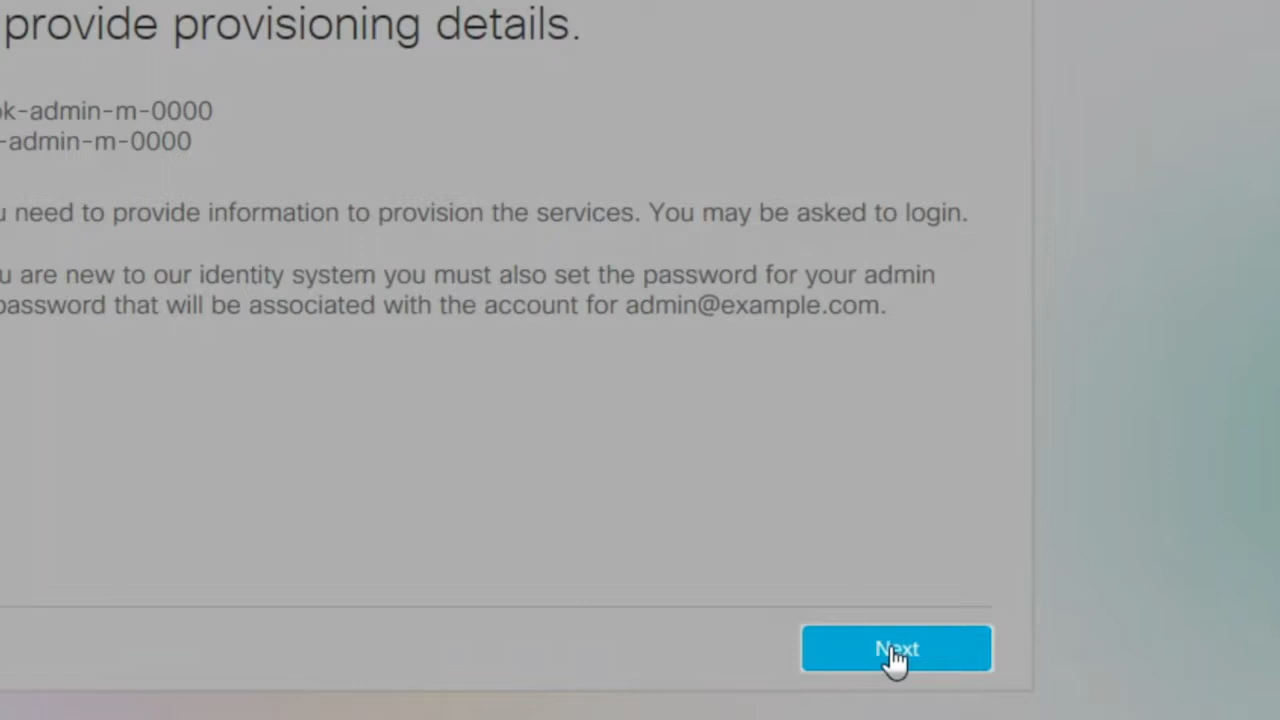 provide provisioning details.
k-admin-m-0000
-admin-m-0000
need to provide information to provision the services. You may be asked to login.
are new to our identity system you must also set the password for your admin
password that will be associated with the account for admin@example.com.
Next